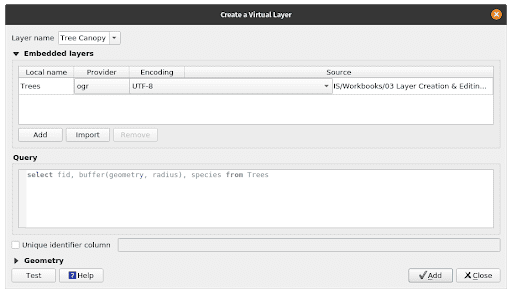 Create a Virtual Layer
Layer name Tree Canopy
Embedded layers
Local name Provider Encoding Source
Trees ogr UTF-8 IS/Workbooks/03 Layer Creation & Editin...
Add Import Remove
Query
select fid, buffer(geometry, radius), species from Trees
Unique identifier column
Geometry
Test ? Help Add Close